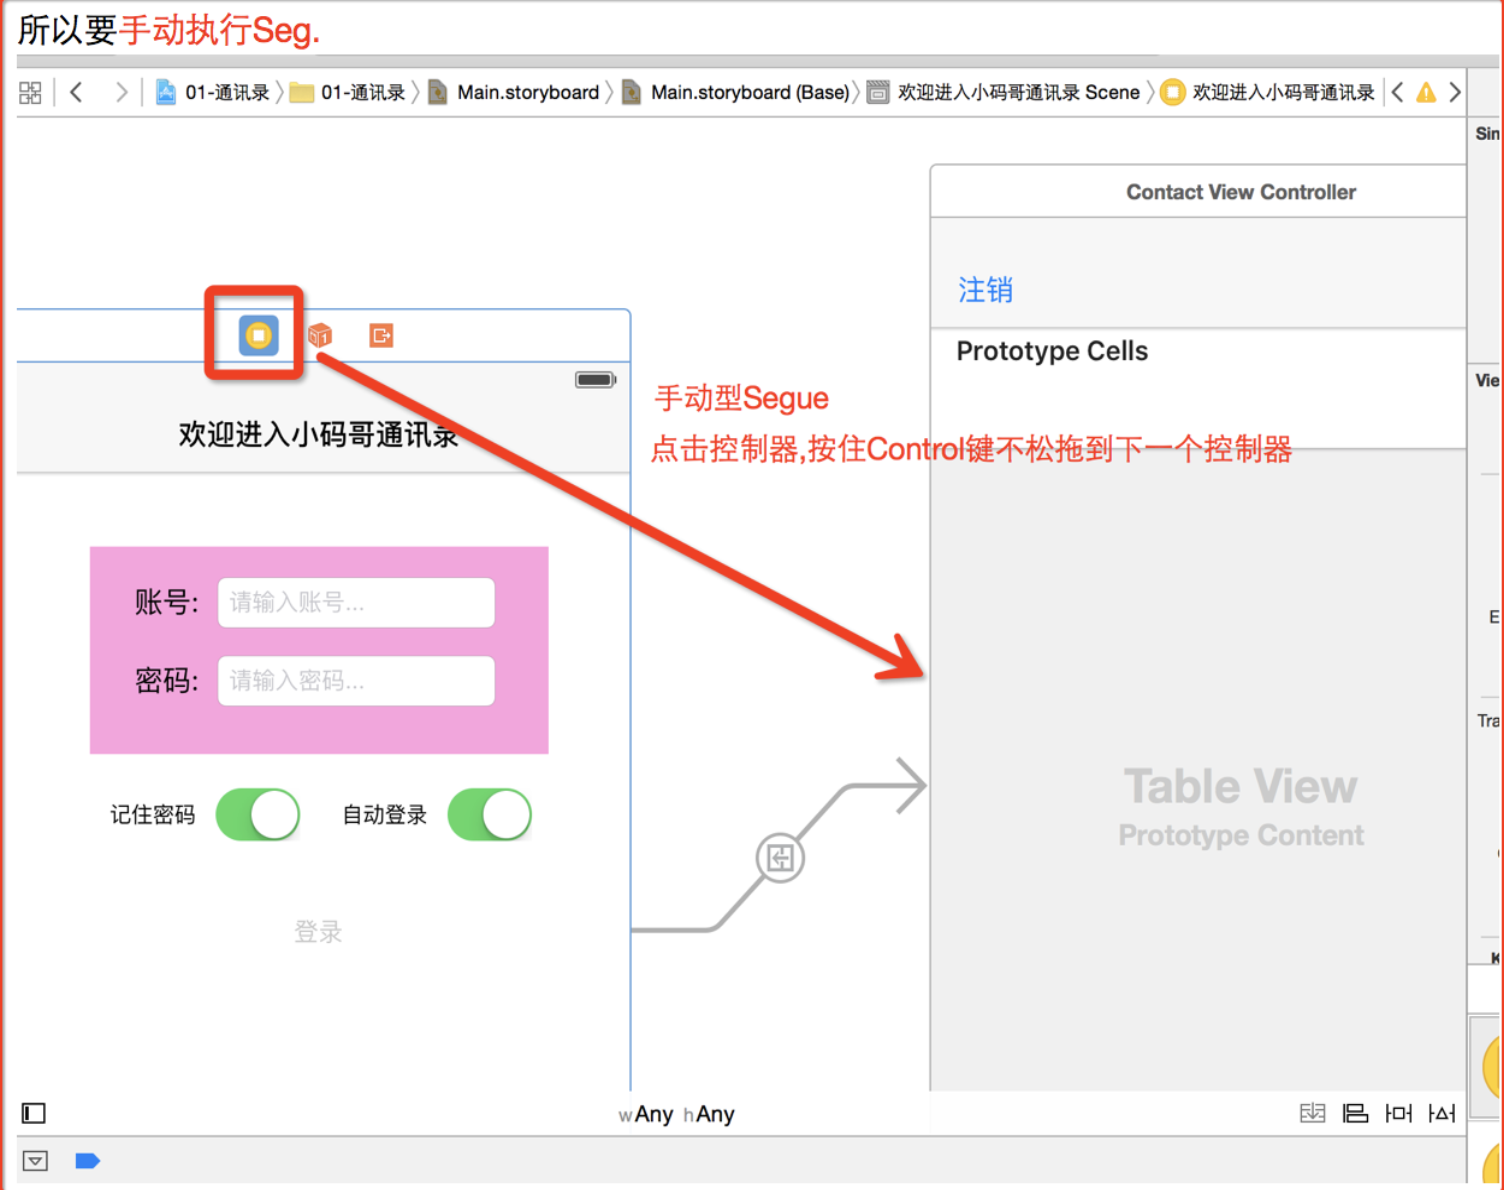 所以要手动执行Seg.
01-通讯录 01-通讯录 Main.storyboard Main.storyboard (Base) 欢迎进入小码哥通讯录 Scene 欢迎进入小码哥通讯录
Sin
Contact View Controller
注销
Prototype Cells
Vie
手动型Segue
欢迎进入小码哥通讯录
点击控制器,按住Control键不松拖到下一个控制器
账号: 请输入账号...
E
密码: 请输入密码...
Tra
Table View
记住密码 自动登录
Prototype Content
登录
K
wAny hAny